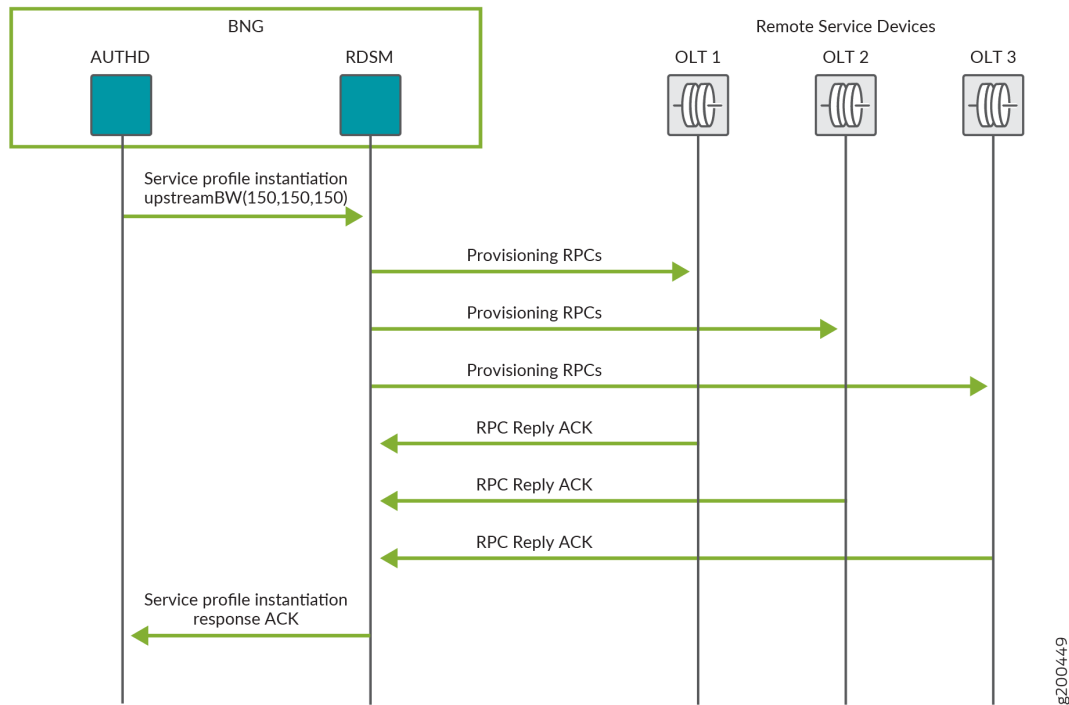 BNG
Remote Service Devices
AUTHD
RDSM
OLT 1
OLT 2
OLT 3
Service profile instantiation
upstreamBW(150,150,150)
Provisioning RPCs
Provisioning RPCs
Provisioning RPCs
RPC Reply ACK
RPC Reply ACK
RPC Reply ACK
Service profile instantiation
response ACK
g200449